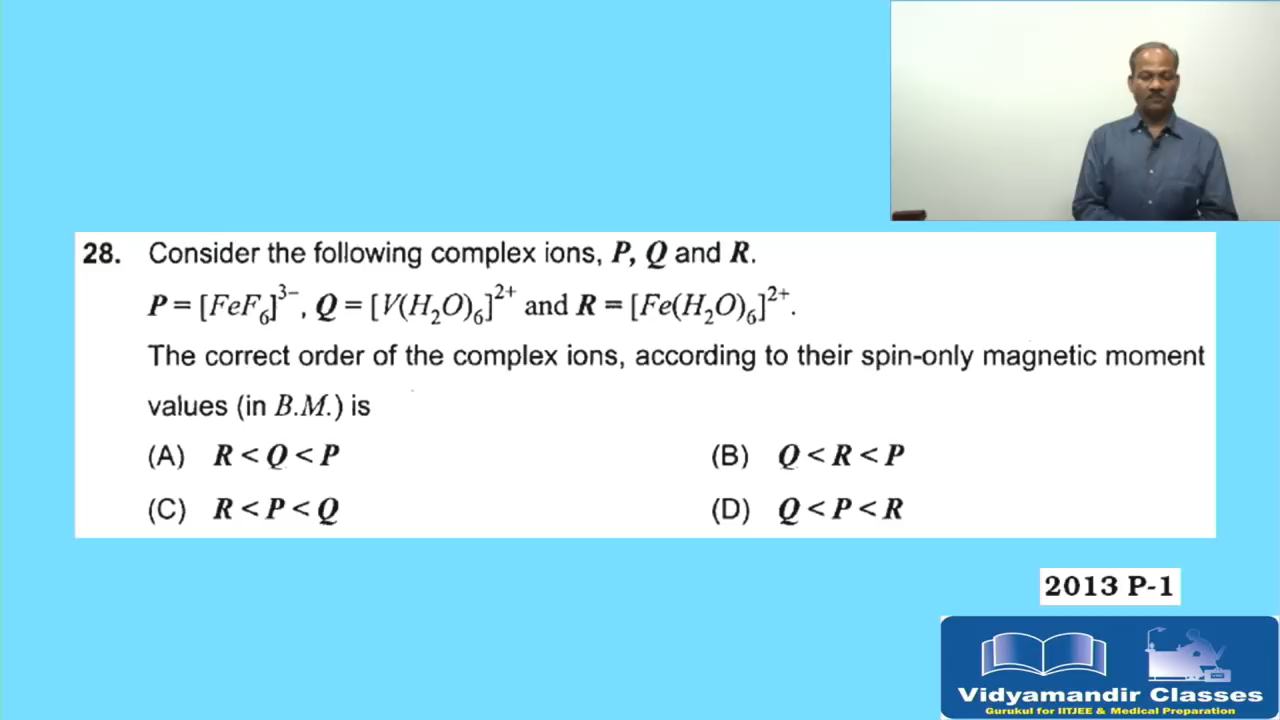 28. Consider the following complex ions, P, Q and R.
P = [FeF₆]³⁻, Q = [V(H₂O)₆]²⁺ and R = [Fe(H₂O)₆]²⁺.
The correct order of the complex ions, according to their spin-only magnetic moment
values (in B.M.) is
(A) R < Q < P (B) Q < R < P
(C) R < P < Q (D) Q < P < R
2013 P-1
Vidyamandir Classes
Gurukul for IITJEE & Medical Preparation